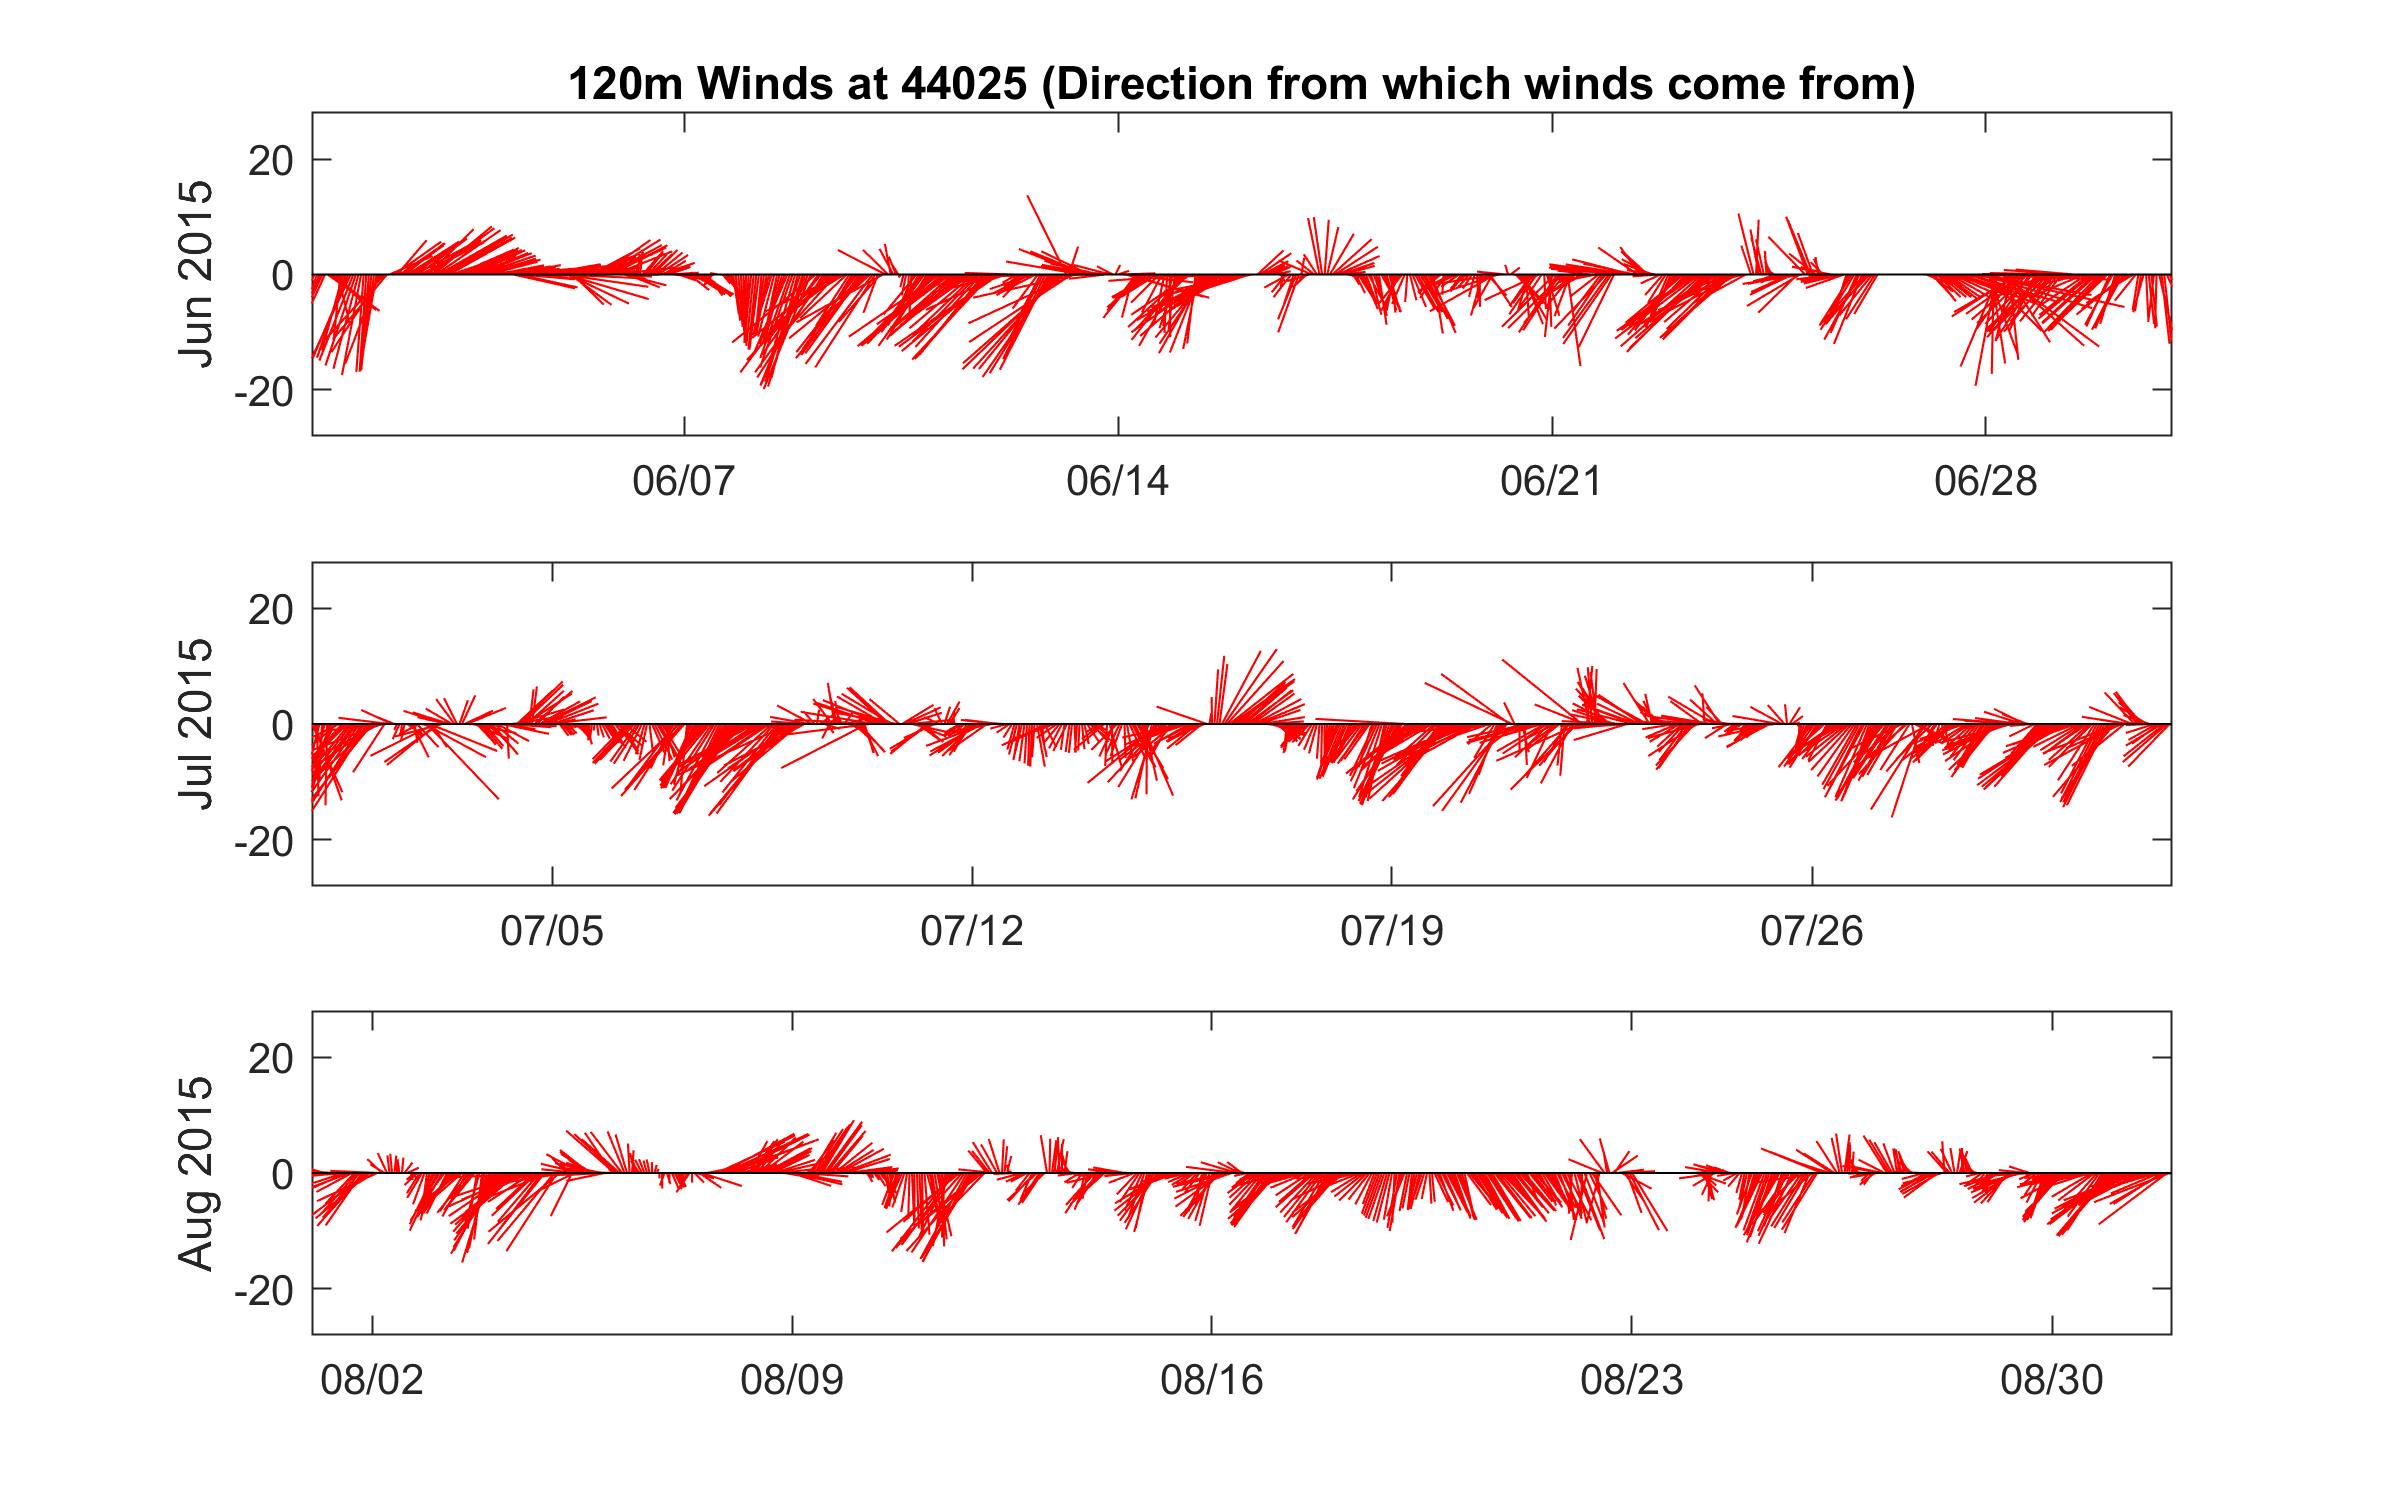 120m Winds at 44025 (Direction from which winds come from)
Jun 2015
20
0
-20
06/07 06/14 06/21 06/28
Jul 2015
20
0
-20
07/05 07/12 07/19 07/26
Aug 2015
20
0
-20
08/02 08/09 08/16 08/23 08/30